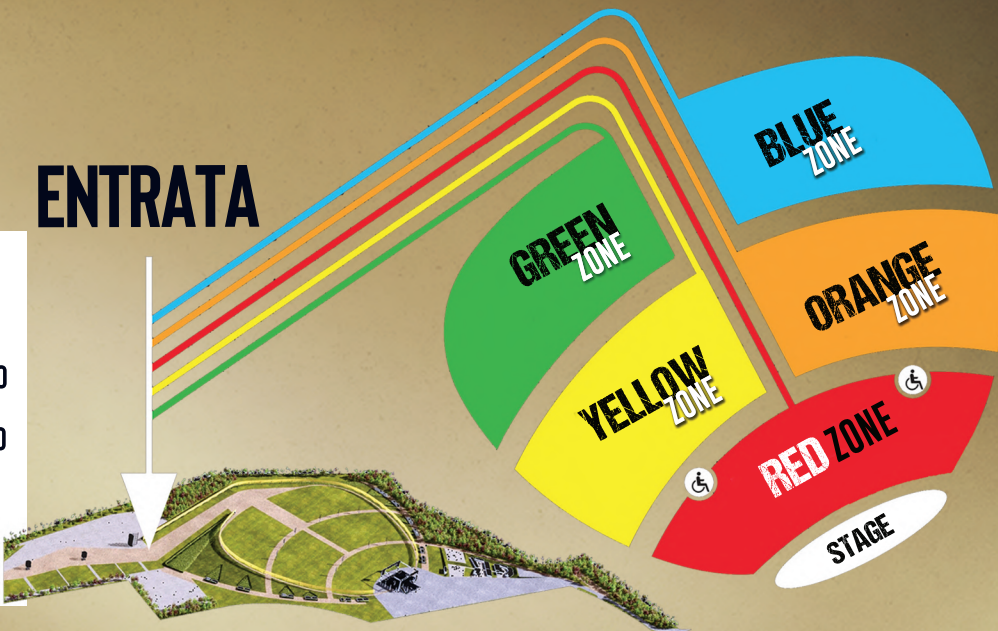 ENTRATA
BLUE
ZONE
GREEN
ZONE
ORANGE
ZONE
YELLOW
ZONE
RED ZONE
STAGE